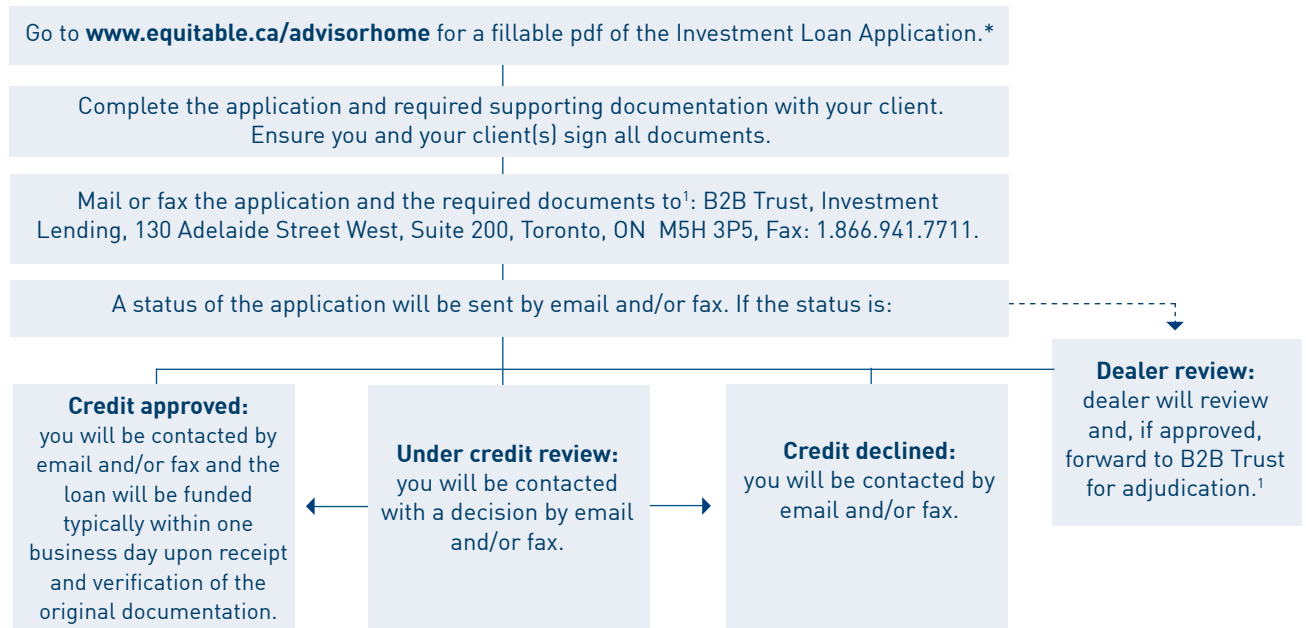 Go to www.equitable.ca/advisorhome for a fillable pdf of the Investment Loan Application.*
Complete the application and required supporting documentation with your client.
Ensure you and your client(s) sign all documents.
Mail or fax the application and the required documents to¹: B2B Trust, Investment
Lending, 130 Adelaide Street West, Suite 200, Toronto, ON M5H 3P5, Fax: 1.866.941.7711.
A status of the application will be sent by email and/or fax. If the status is:
Credit approved:
you will be contacted by
email and/or fax and the
loan will be funded
typically within one
business day upon receipt
and verification of the
original documentation.
Under credit review:
you will be contacted
with a decision by email
and/or fax.
Credit declined:
you will be contacted by
email and/or fax.
Dealer review:
dealer will review
and, if approved,
forward to B2B Trust
for adjudication.¹